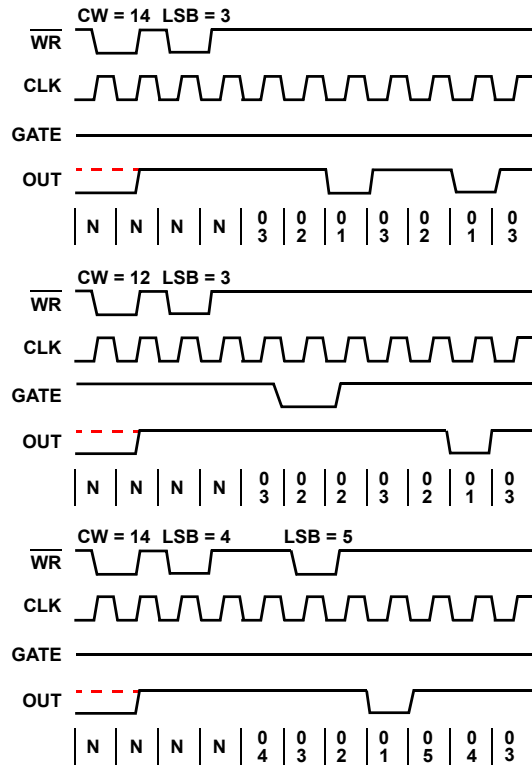 CW = 14 LSB = 3
WR
CLK
GATE
OUT
N N N N 0 0 0 0 0 0 0
3 2 1 3 2 1 3
CW = 12 LSB = 3
WR
CLK
GATE
OUT
N N N N 0 0 0 0 0 0 0
3 2 2 3 2 1 3
CW = 14 LSB = 4 LSB = 5
WR
CLK
GATE
OUT
N N N N 0 0 0 0 0 0 0
4 3 2 1 5 4 3